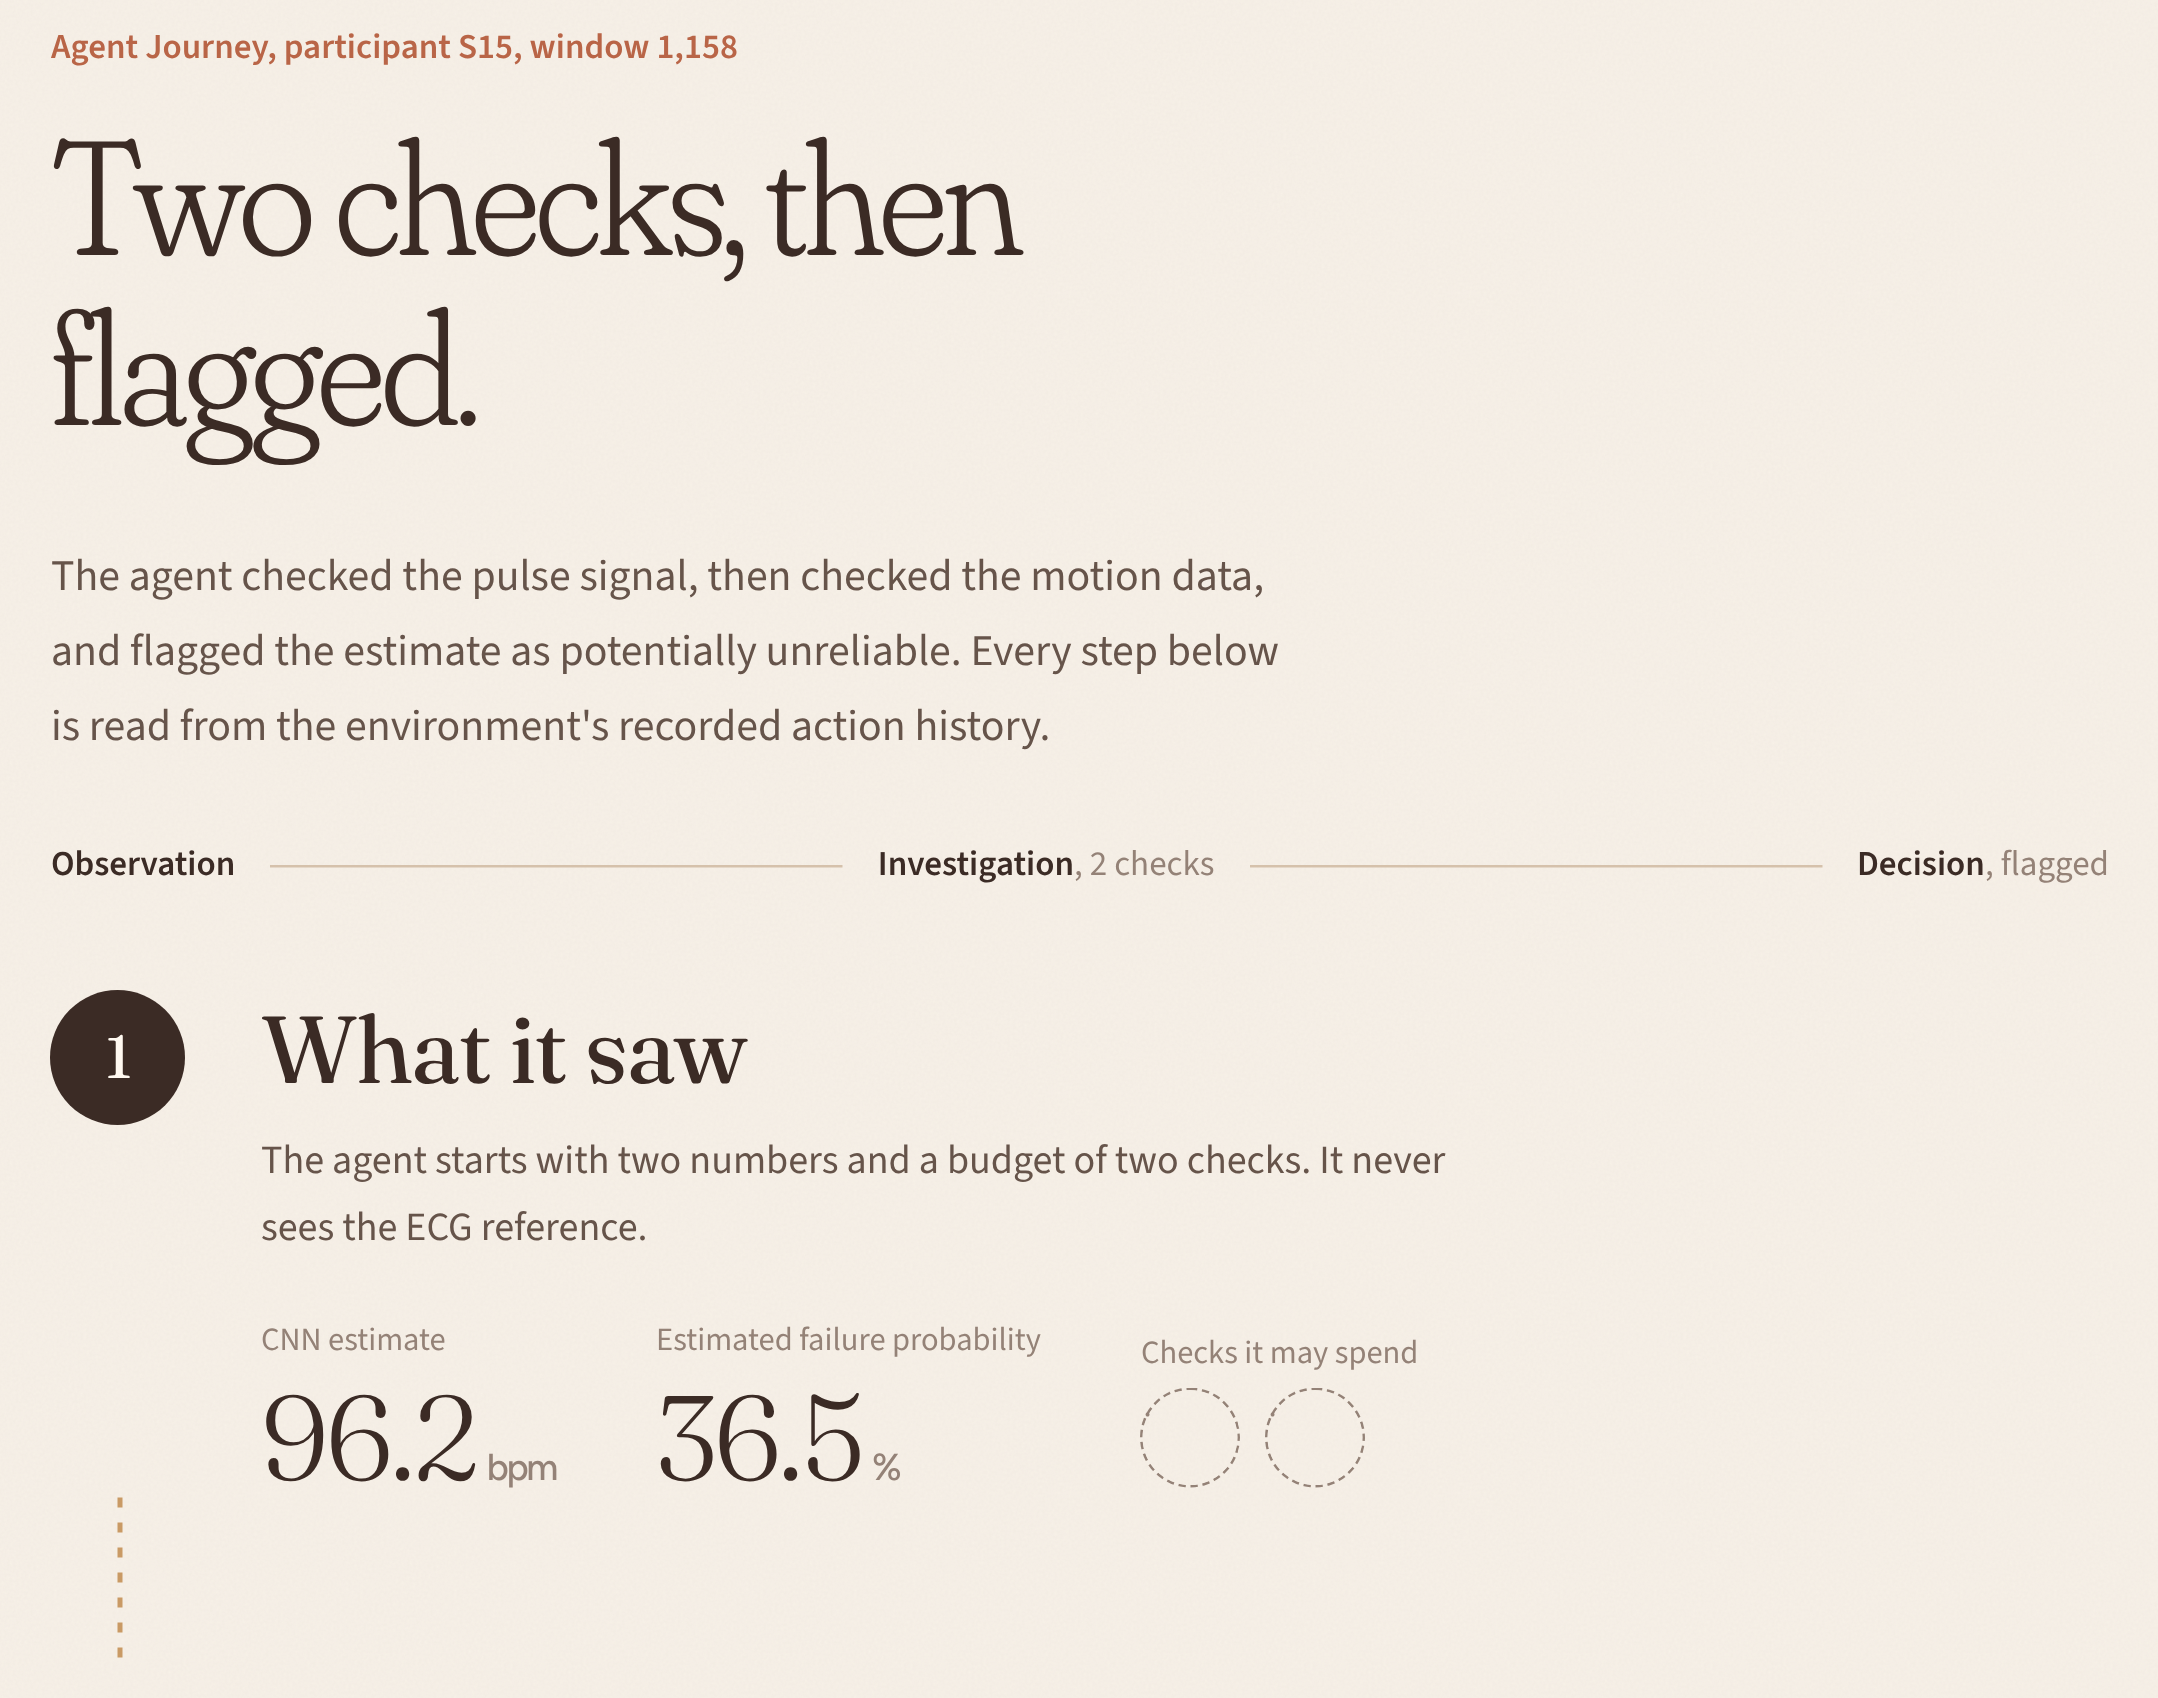 Agent Journey, participant S15, window 1,158
Two checks, then
flagged.
The agent checked the pulse signal, then checked the motion data,
and flagged the estimate as potentially unreliable. Every step below
is read from the environment's recorded action history.
Observation
Investigation, 2 checks
Decision, flagged
1
What it saw
The agent starts with two numbers and a budget of two checks. It never
sees the ECG reference.
CNN estimate
96.2 bpm
Estimated failure probability
36.5 %
Checks it may spend